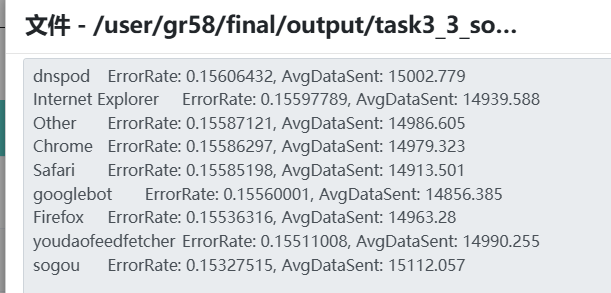 文件 - /user/gr58/final/output/task3_3_so...
dnspod ErrorRate: 0.15606432, AvgDataSent: 15002.779
Internet Explorer ErrorRate: 0.15597789, AvgDataSent: 14939.588
Other ErrorRate: 0.15587121, AvgDataSent: 14986.605
Chrome ErrorRate: 0.15586297, AvgDataSent: 14979.323
Safari ErrorRate: 0.15585198, AvgDataSent: 14913.501
googlebot ErrorRate: 0.15560001, AvgDataSent: 14856.385
Firefox ErrorRate: 0.15536316, AvgDataSent: 14963.28
youdaofeedfetcher ErrorRate: 0.15511008, AvgDataSent: 14990.255
sogou ErrorRate: 0.15327515, AvgDataSent: 15112.057